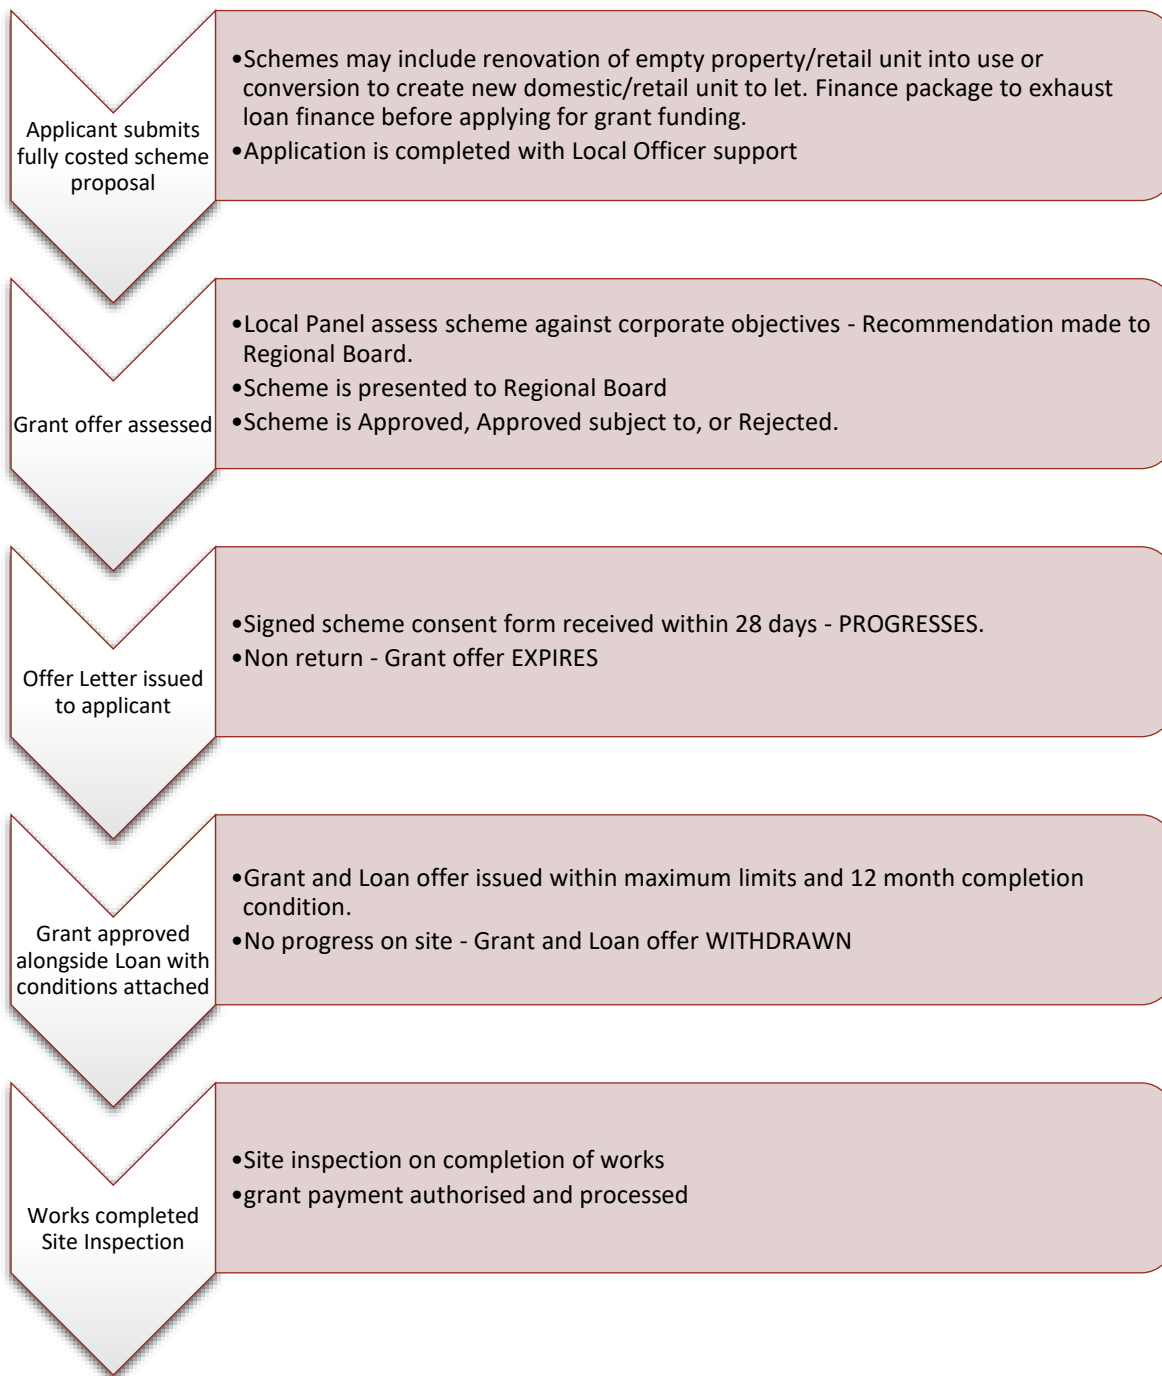 Applicant submits
fully costed scheme
proposal
•Schemes may include renovation of empty property/retail unit into use or
conversion to create new domestic/retail unit to let. Finance package to exhaust
loan finance before applying for grant funding.
•Application is completed with Local Officer support
Grant offer assessed
•Local Panel assess scheme against corporate objectives - Recommendation made to
Regional Board.
•Scheme is presented to Regional Board
•Scheme is Approved, Approved subject to, or Rejected.
Offer Letter issued
to applicant
•Signed scheme consent form received within 28 days - PROGRESSES.
•Non return - Grant offer EXPIRES
Grant approved
alongside Loan with
conditions attached
•Grant and Loan offer issued within maximum limits and 12 month completion
condition.
•No progress on site - Grant and Loan offer WITHDRAWN
Works completed
Site Inspection
•Site inspection on completion of works
•grant payment authorised and processed